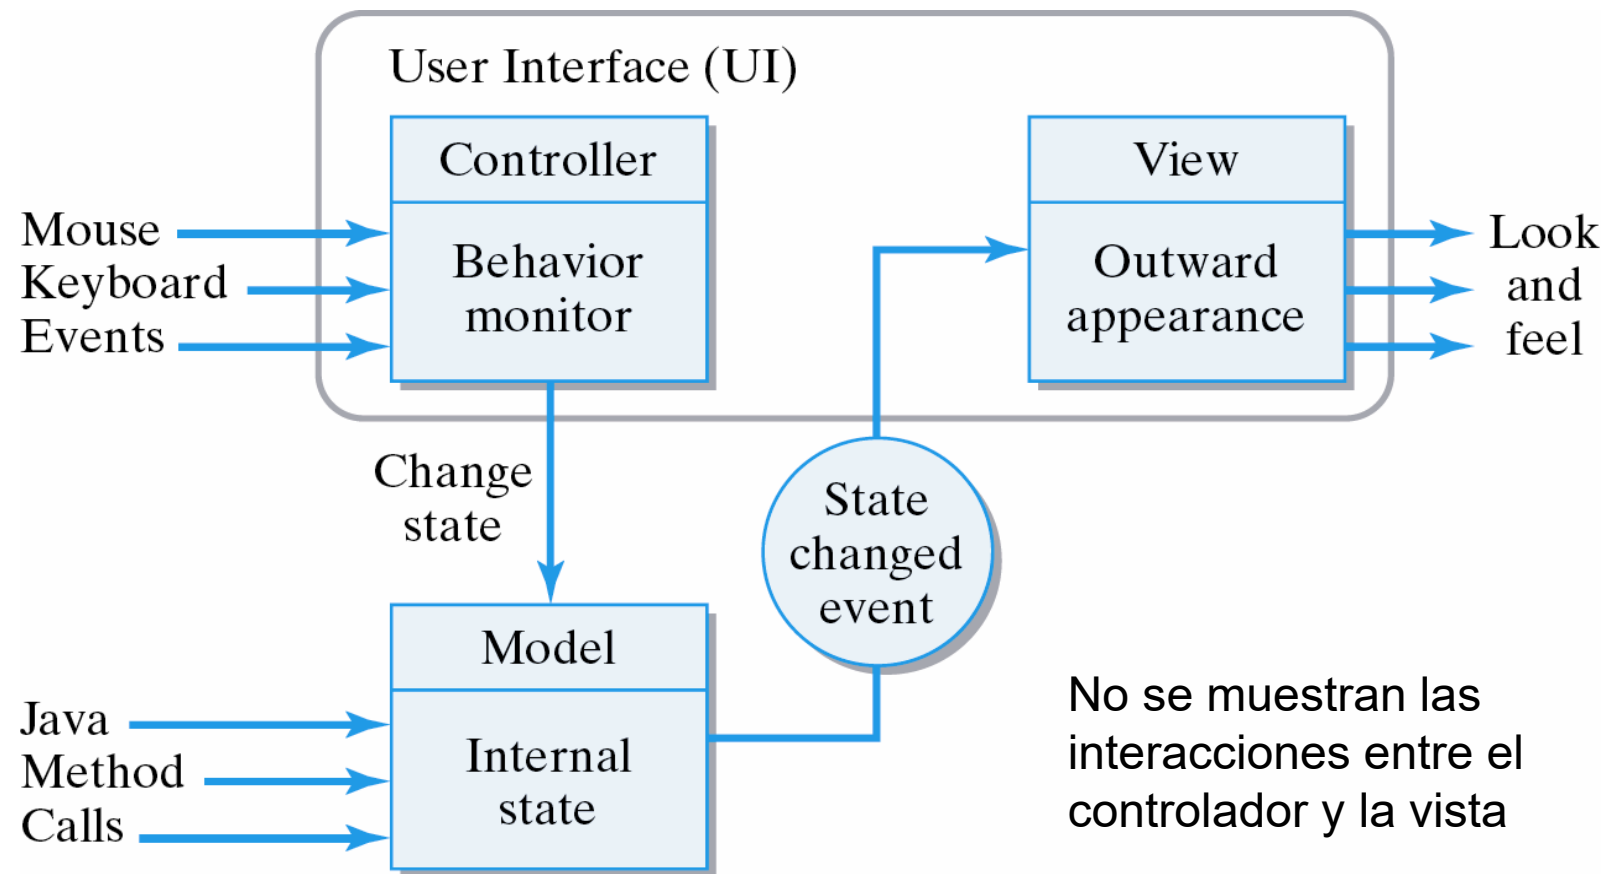 User Interface (UI)
Controller
View
Mouse
Keyboard
Events
Behavior
monitor
Outward
appearance
Look
and
feel
Change
state
State
changed
event
Model
Java
Method
Calls
Internal
state
No se muestran las
interacciones entre el
controlador y la vista